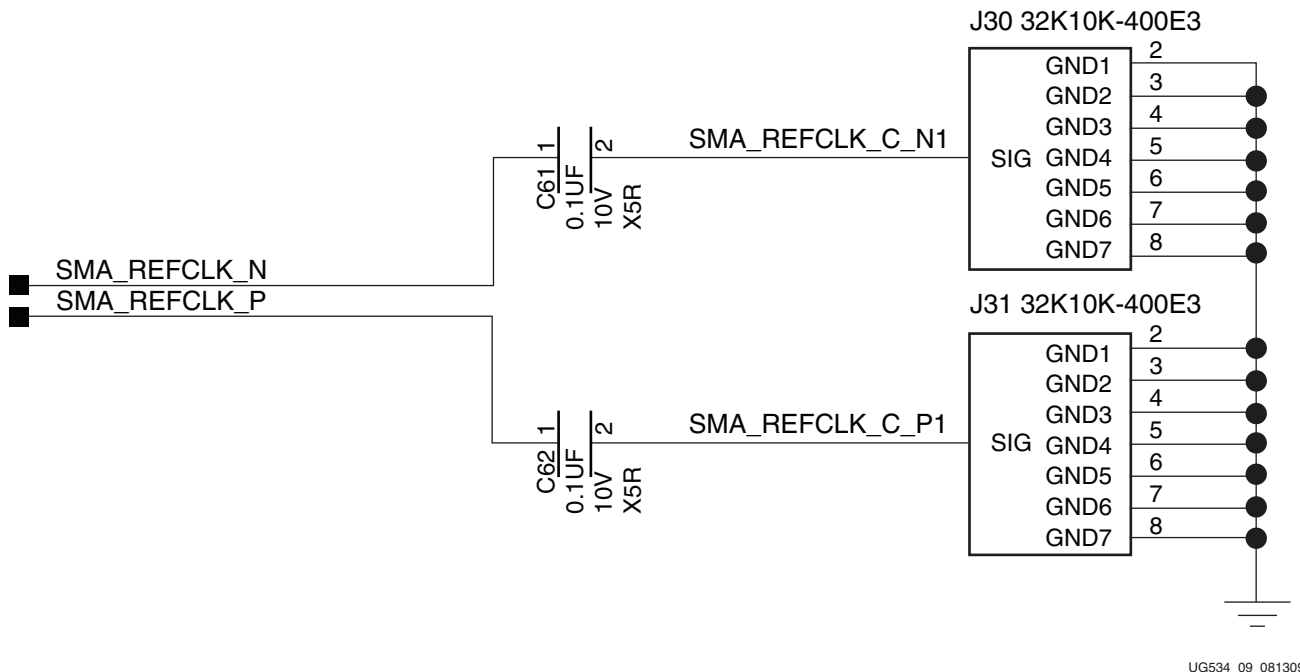 J30 32K10K-400E3
GND1 2
GND2 3
GND3 4
SIG GND4 5
GND5 6
GND6 7
GND7 8
SMA_REFCLK_C_N1
1 2
C61
0.1UF
10V
X5R
SMA_REFCLK_N
SMA_REFCLK_P
J31 32K10K-400E3
GND1 2
GND2 3
GND3 4
SIG GND4 5
GND5 6
GND6 7
GND7 8
SMA_REFCLK_C_P1
1 2
C62
0.1UF
10V
X5R
UG534_09_081309